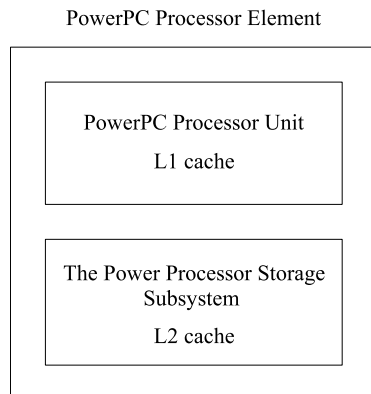 PowerPC Processor Element
PowerPC Processor Unit
L1 cache
The Power Processor Storage
Subsystem
L2 cache